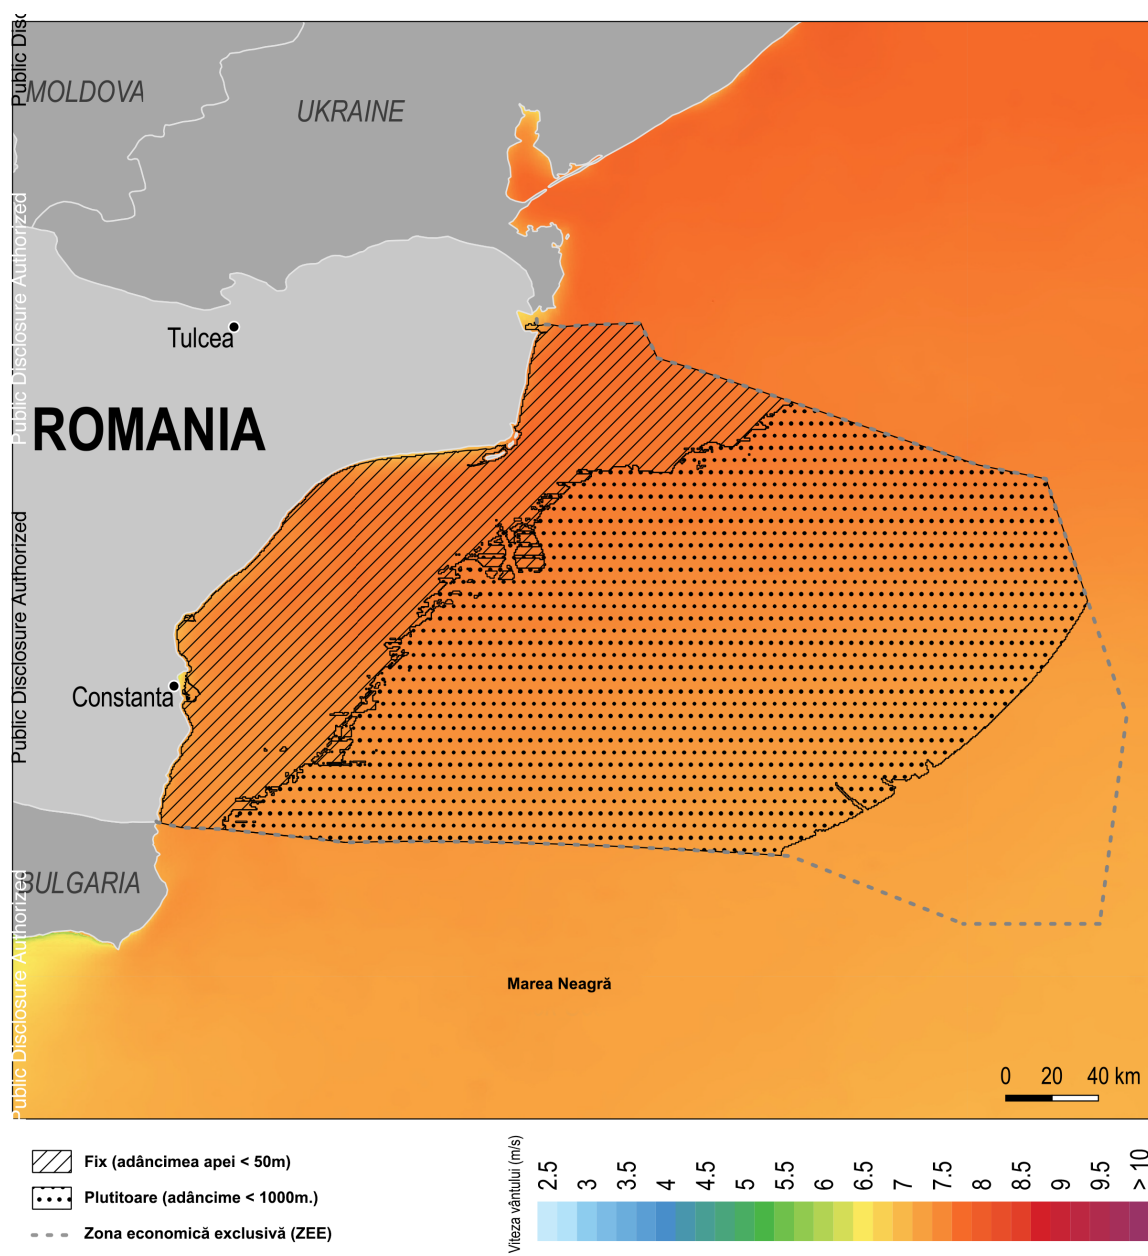 Public Disc
MOLDOVA
UKRAINE
Public Disclosure Authorized
Tulcea
ROMANIA
Public Disclosure Authorized
Constanta
BULGARIA
Public Disclosure Authorized
Marea Neagră
0 20 40 km
Fix (adâncimea apei < 50m)
Plutitoare (adâncime < 1000m.)
Zona economică exclusivă (ZEE)
Viteza vântului (m/s)
2.5 3 3.5 4 4.5 5 5.5 6 6.5 7 7.5 8 8.5 9 9.5 > 10